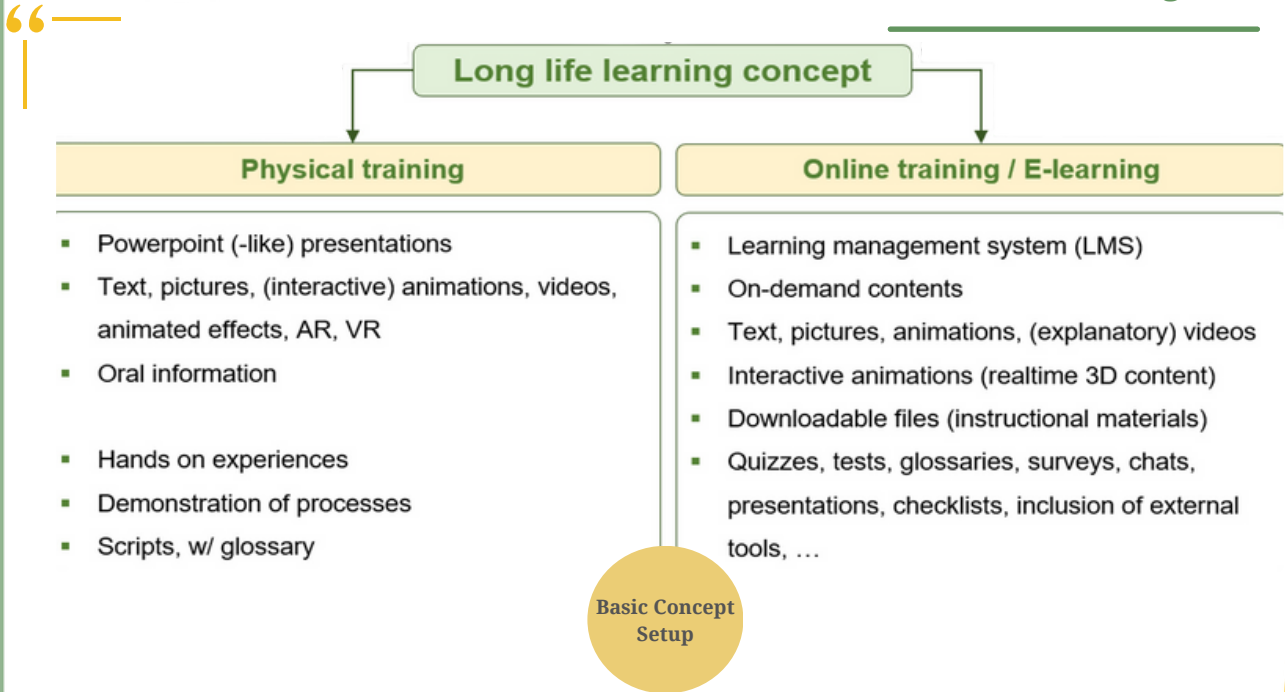 Long life learning concept
Physical training
▪ Powerpoint (-like) presentations
▪ Text, pictures, (interactive) animations, videos,
animated effects, AR, VR
▪ Oral information
▪ Hands on experiences
▪ Demonstration of processes
▪ Scripts, w/ glossary
Online training / E-learning
▪ Learning management system (LMS)
▪ On-demand contents
▪ Text, pictures, animations, (explanatory) videos
▪ Interactive animations (realtime 3D content)
▪ Downloadable files (instructional materials)
▪ Quizzes, tests, glossaries, surveys, chats,
presentations, checklists, inclusion of external
tools, …
Basic Concept
Setup